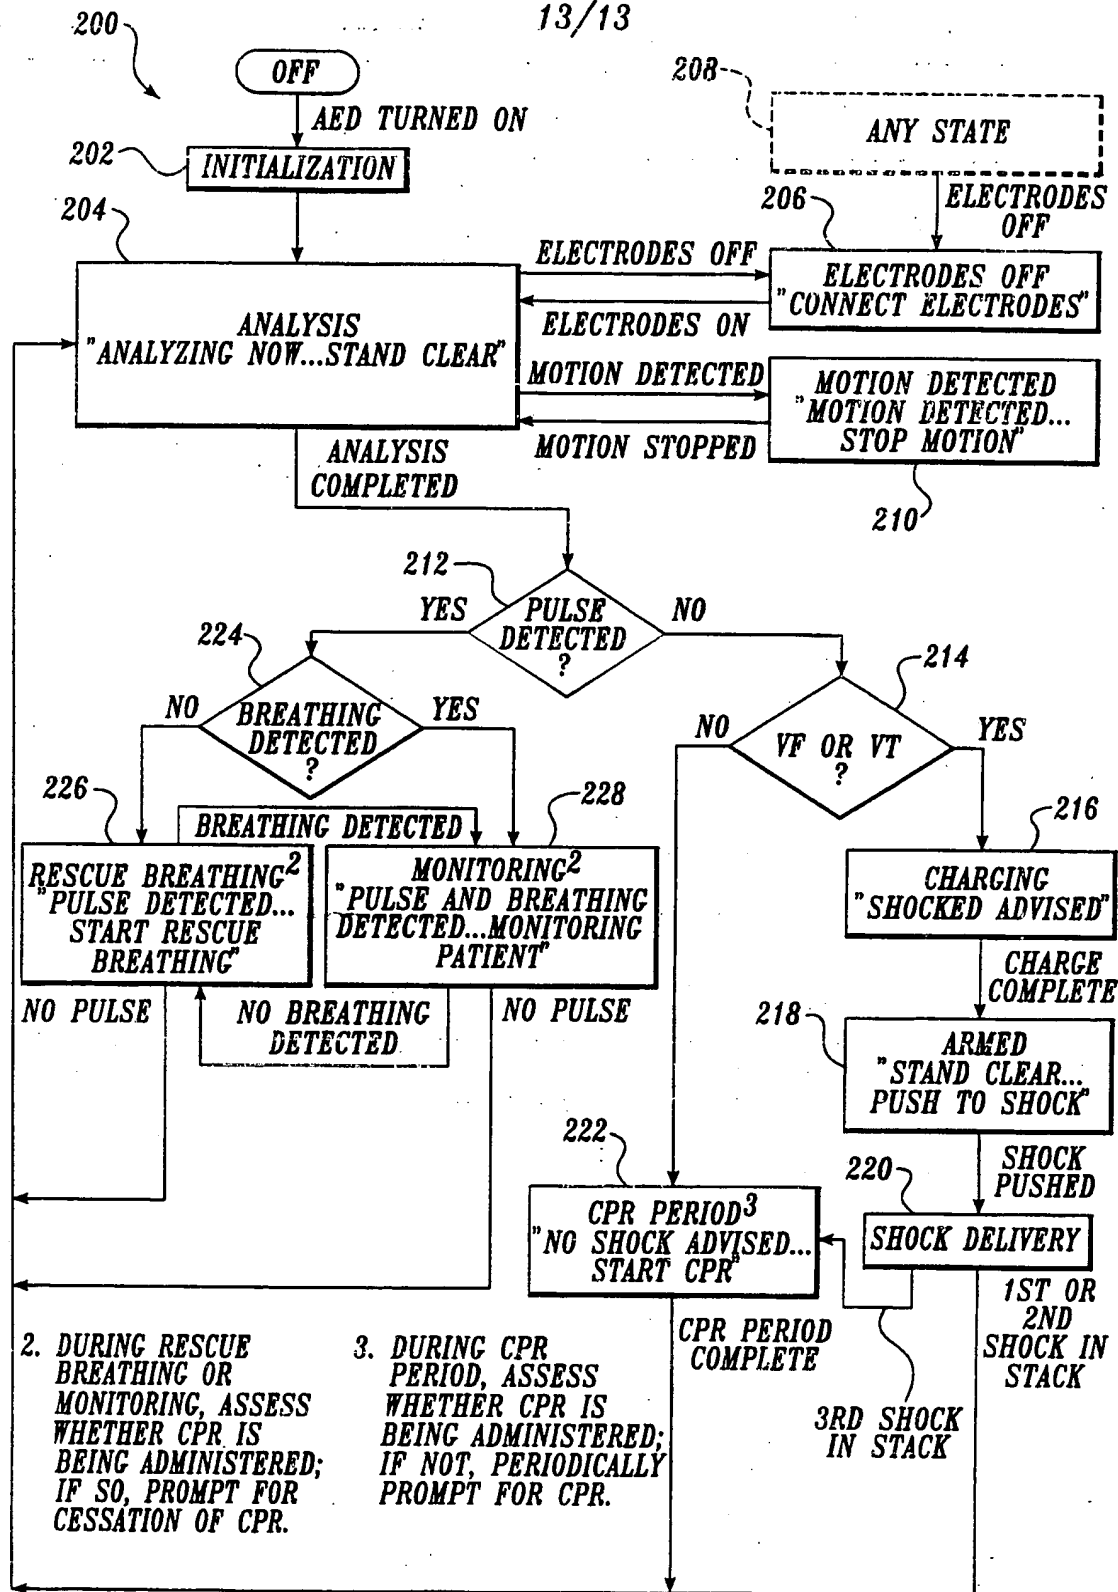 13/13
200
OFF
AED TURNED ON
202
INITIALIZATION
208
ANY STATE
ELECTRODES
OFF
204
206
ANALYSIS
"ANALYZING NOW...STAND CLEAR"
ELECTRODES OFF
ELECTRODES ON
ELECTRODES OFF
"CONNECT ELECTRODES"
MOTION DETECTED
MOTION STOPPED
MOTION DETECTED
"MOTION DETECTED...
STOP MOTION"
210
ANALYSIS
COMPLETED
212
PULSE
DETECTED
?
YES
NO
224
BREATHING
DETECTED
?
NO
YES
214
VF OR VT
?
NO
YES
226
BREATHING DETECTED
228
216
RESCUE BREATHING2
"PULSE DETECTED...
START RESCUE
BREATHING"
MONITORING2
"PULSE AND BREATHING
DETECTED...MONITORING
PATIENT"
CHARGING
"SHOCKED ADVISED"
NO PULSE
NO BREATHING
DETECTED
NO PULSE
CHARGE
COMPLETE
218
ARMED
"STAND CLEAR...
PUSH TO SHOCK"
SHOCK
PUSHED
222
220
CPR PERIOD3
"NO SHOCK ADVISED...
START CPR"
SHOCK DELIVERY
1ST OR
2ND
SHOCK IN
STACK
CPR PERIOD
COMPLETE
3RD SHOCK
IN STACK
2. DURING RESCUE
BREATHING OR
MONITORING, ASSESS
WHETHER CPR IS
BEING ADMINISTERED;
IF SO, PROMPT FOR
CESSATION OF CPR.
3. DURING CPR
PERIOD, ASSESS
WHETHER CPR IS
BEING ADMINISTERED;
IF NOT, PERIODICALLY
PROMPT FOR CPR.